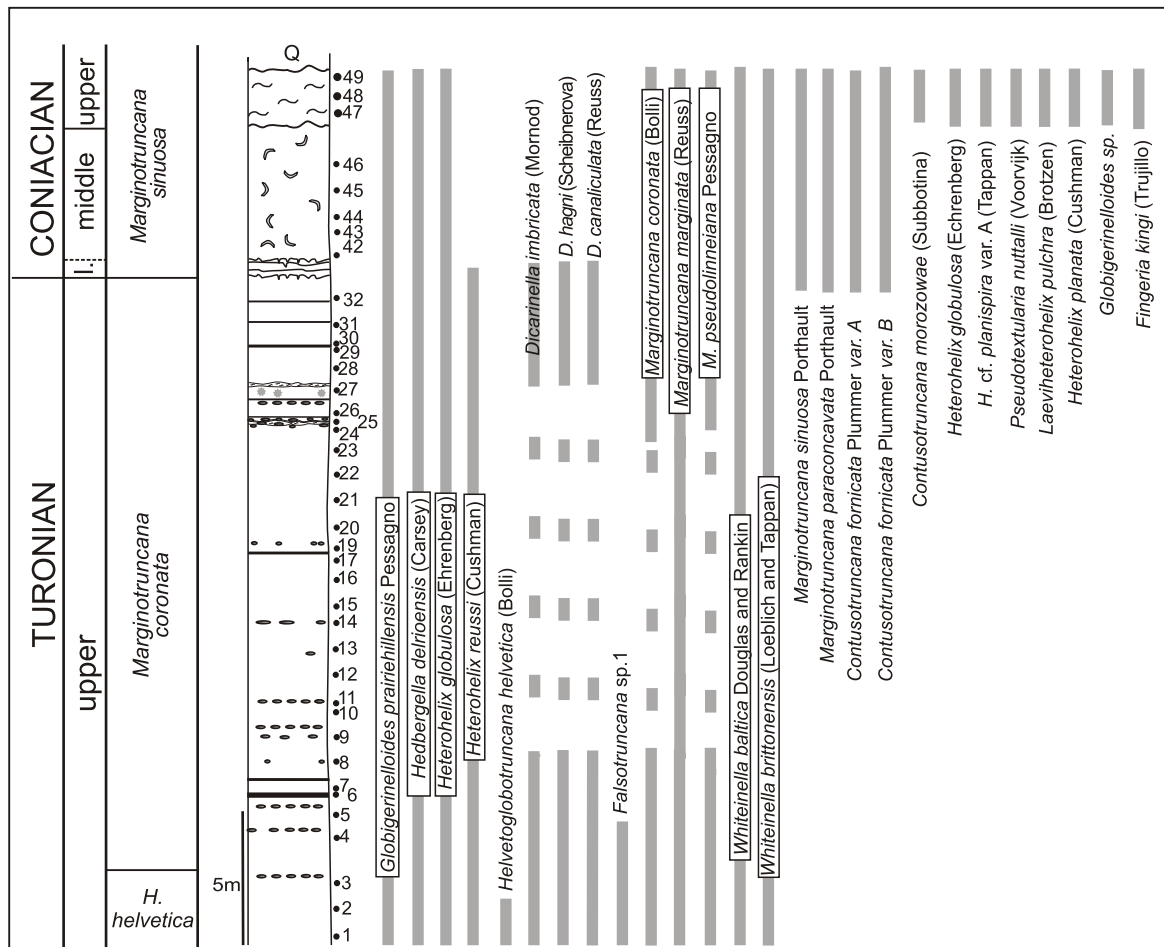 CONIACIAN
upper
middle
l.
Marginotruncana
sinuosa
TURONIAN
upper
Marginotruncana
coronata
H.
helvetica
5m
Q
49
48
47
46
45
44
43
42
32
31
30
29
28
27
26
25
24
23
22
21
20
19
17
16
15
14
13
12
11
10
9
8
7
6
5
4
3
2
1
Globigerinelloides prairiehillensis Pessagno
Hedbergella delrioensis (Carsey)
Heterohelix globulosa (Ehrenberg)
Heterohelix reussi (Cushman)
Helvetoglobotruncana helvetica (Bolli)
Dicarinella imbricata (Mornod)
D. hagni (Scheibnerova)
D. canaliculata (Reuss)
Falsotruncana sp.1
Marginotruncana coronata (Bolli)
Marginotruncana marginata (Reuss)
M. pseudolinneiana Pessagno
Whiteinella baltica Douglas and Rankin
Whiteinella brittonensis (Loeblich and Tappan)
Marginotruncana sinuosa Porthault
Marginotruncana paraconcavata Porthault
Contusotruncana fornicata Plummer var. A
Contusotruncana fornicata Plummer var. B
Contusotruncana morozowae (Subbotina)
Heterohelix globulosa (Echrenberg)
H. cf. planispira var. A (Tappan)
Pseudotextularia nuttalli (Voorvijk)
Laeviheterohelix pulchra (Brotzen)
Heterohelix planata (Cushman)
Globigerinelloides sp.
Fingeria kingi (Trujillo)